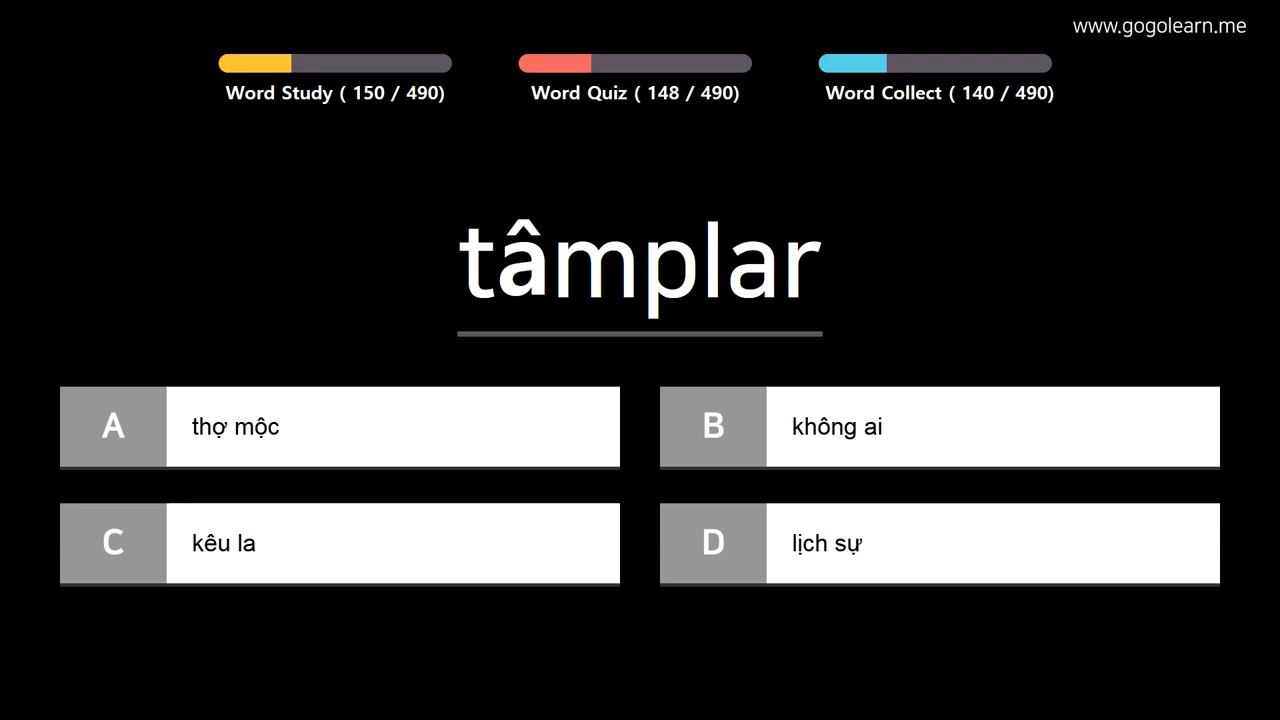 www.gogolearn.me
Word Study ( 150 / 490)
Word Quiz ( 148 / 490)
Word Collect ( 140 / 490)
tâmplar
A thợ mộc
B không ai
C kêu la
D lịch sự